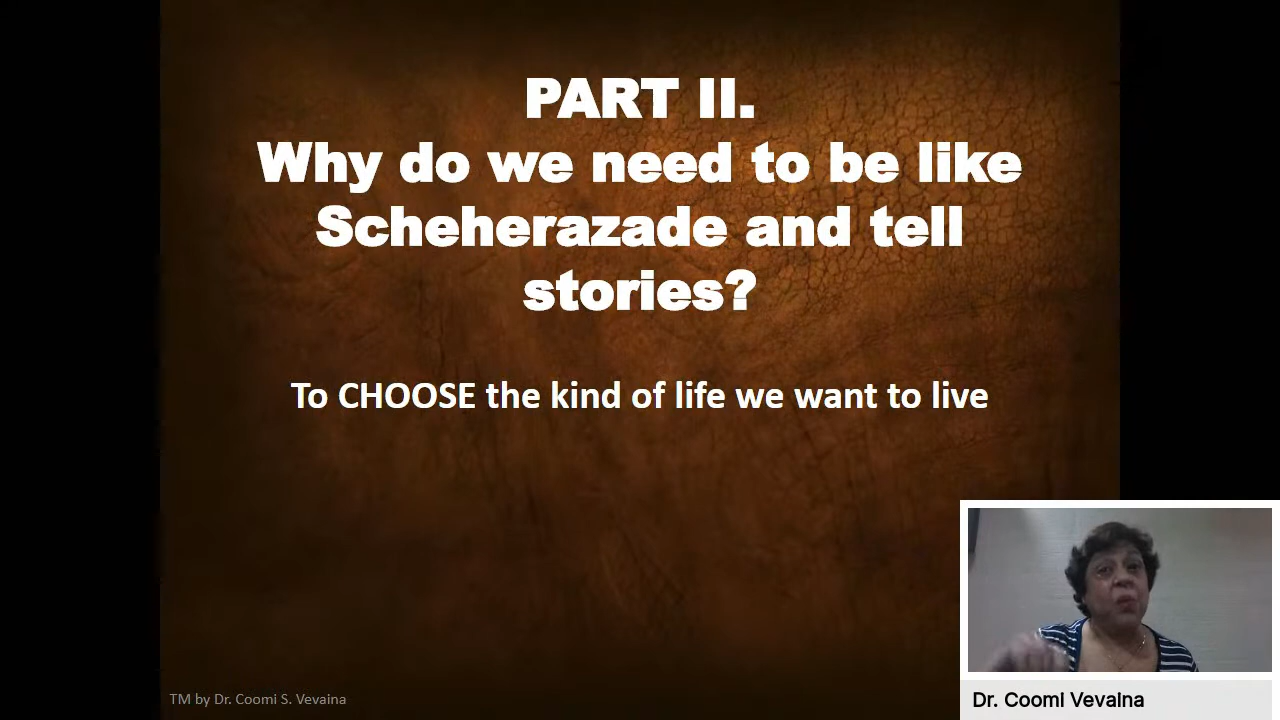 PART II.
Why do we need to be like
Scheherazade and tell
stories?
To CHOOSE the kind of life we want to live
TM by Dr. Coomi S. Vevaina
Dr. Coomi Vevaina